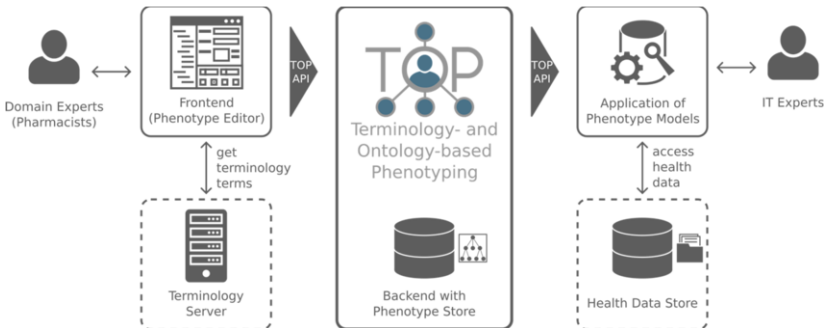 Domain Experts
(Pharmacists)
Frontend
(Phenotype Editor)
get
terminology
terms
Terminology
Server
TOP
API
TOP
Terminology- and
Ontology-based
Phenotyping
Backend with
Phenotype Store
TOP
API
Application of
Phenotype Models
access
health
data
Health Data Store
IT Experts